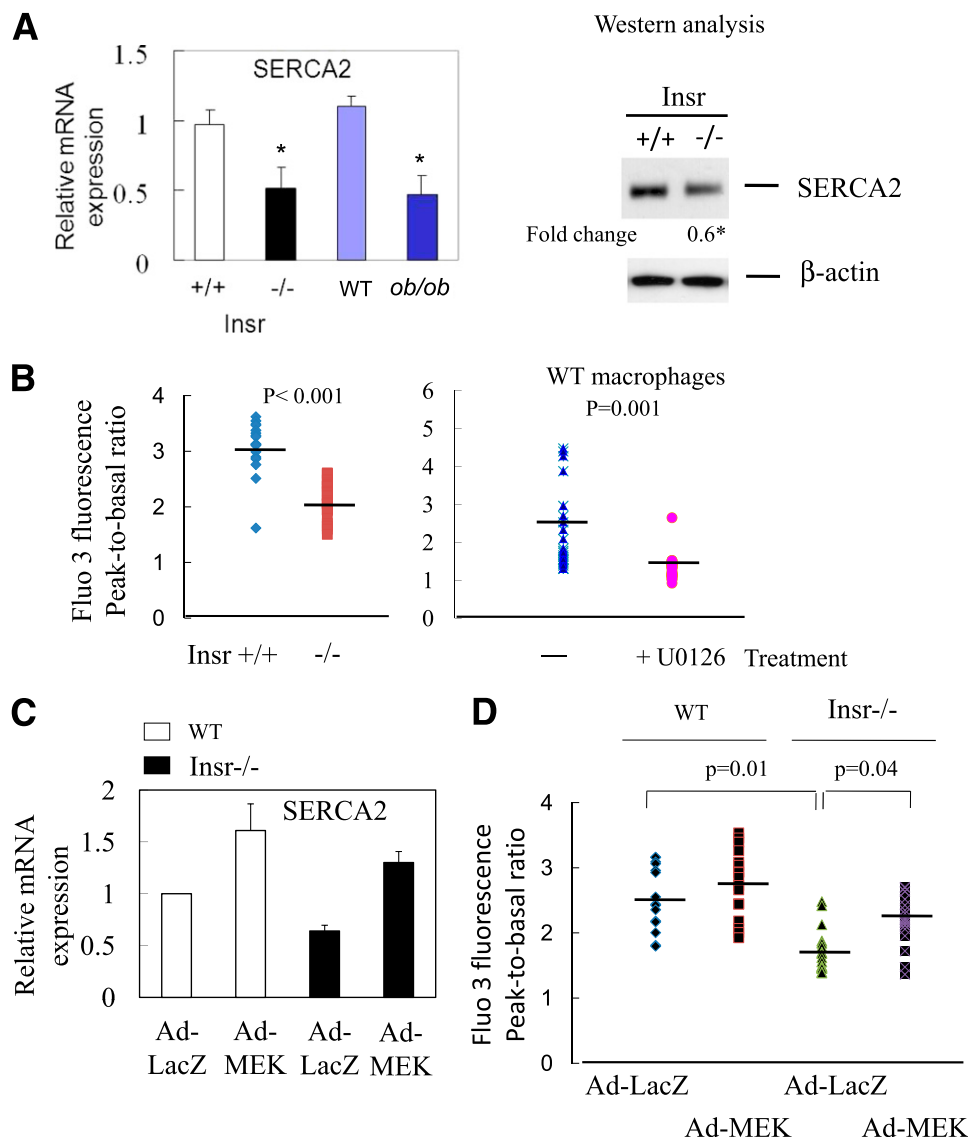 A
Western analysis
1.5
1
0.5
0
Relative mRNA
expression
SERCA2
*
*
+/+ -/- WT ob/ob
Insr
Insr
+/+ -/-
SERCA2
Fold change 0.6*
β-actin
B
Fluo 3 fluorescence
Peak-to-basal ratio
4
3
2
1
0
P< 0.001
Insr +/+ -/-
WT macrophages
P=0.001
6
5
4
3
2
1
0
— + U0126 Treatment
C
WT
Insr-/-
Relative mRNA
expression
2
1.5
1
0.5
0
SERCA2
Ad-
LacZ
Ad-
MEK
Ad-
LacZ
Ad-
MEK
D
WT Insr-/-
p=0.01 p=0.04
Fluo 3 fluorescence
Peak-to-basal ratio
4
3
2
1
0
Ad-LacZ Ad-LacZ
Ad-MEK Ad-MEK